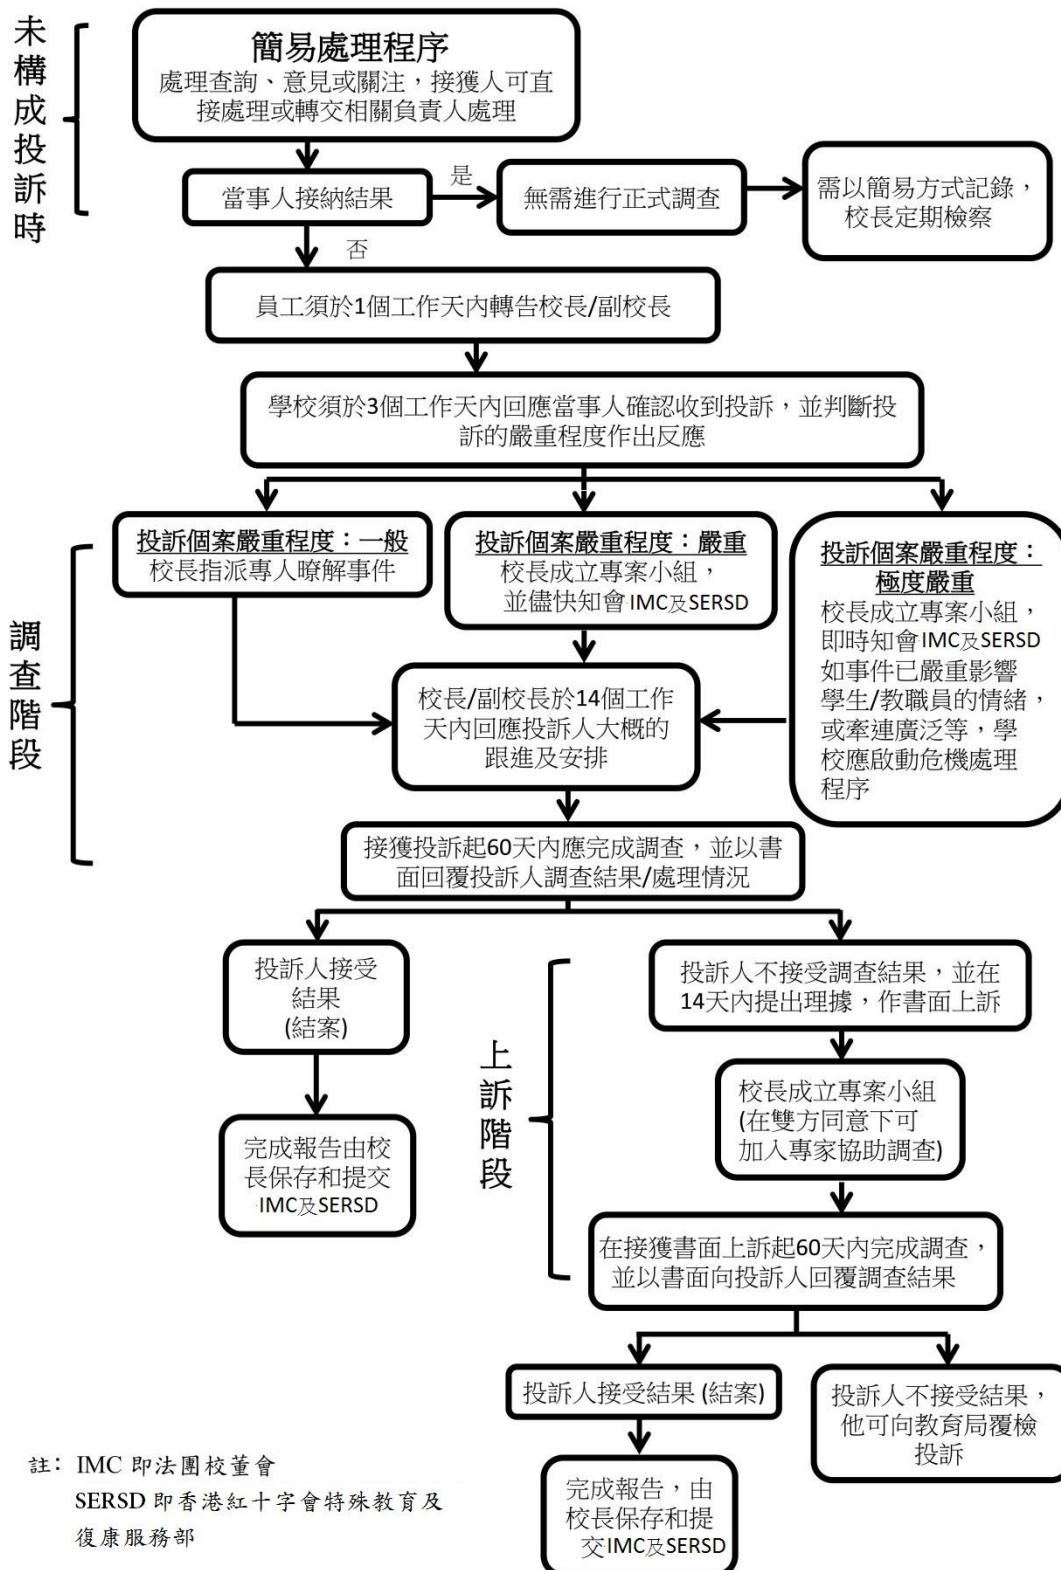 未構成投訴時
簡易處理程序
處理查詢、意見或關注，接獲人可直
接處理或轉交相關負責人處理
當事人接納結果
是
無需進行正式調查
需以簡易方式記錄，
校長定期檢察
否
員工須於1個工作天內轉告校長/副校長
學校須於3個工作天內回應當事人確認收到投訴，並判斷投
訴的嚴重程度作出反應
調查階段
投訴個案嚴重程度：一般
校長指派專人暸解事件
投訴個案嚴重程度：嚴重
校長成立專案小組，
並儘快知會IMC及SERSD
投訴個案嚴重程度：
極度嚴重
校長成立專案小組，
即時知會IMC及SERSD
如事件已嚴重影響
學生/教職員的情緒，
或牽連廣泛等，學
校應啟動危機處理
程序
校長/副校長於14個工作
天內回應投訴人大概的
跟進及安排
接獲投訴起60天內應完成調查，並以書
面回覆投訴人調查結果/處理情況
投訴人接受
結果
(結案)
完成報告由校
長保存和提交
IMC及SERSD
上訴階段
投訴人不接受調查結果，並在
14天內提出理據，作書面上訴
校長成立專案小組
(在雙方同意下可
加入專家協助調查)
在接獲書面上訴起60天內完成調查，
並以書面向投訴人回覆調查結果
投訴人接受結果 (結案)
完成報告，由
校長保存和提
交IMC及SERSD
投訴人不接受結果，
他可向教育局覆檢
投訴
註: IMC 即法團校董會
SERSD 即香港紅十字會特殊教育及
復康服務部